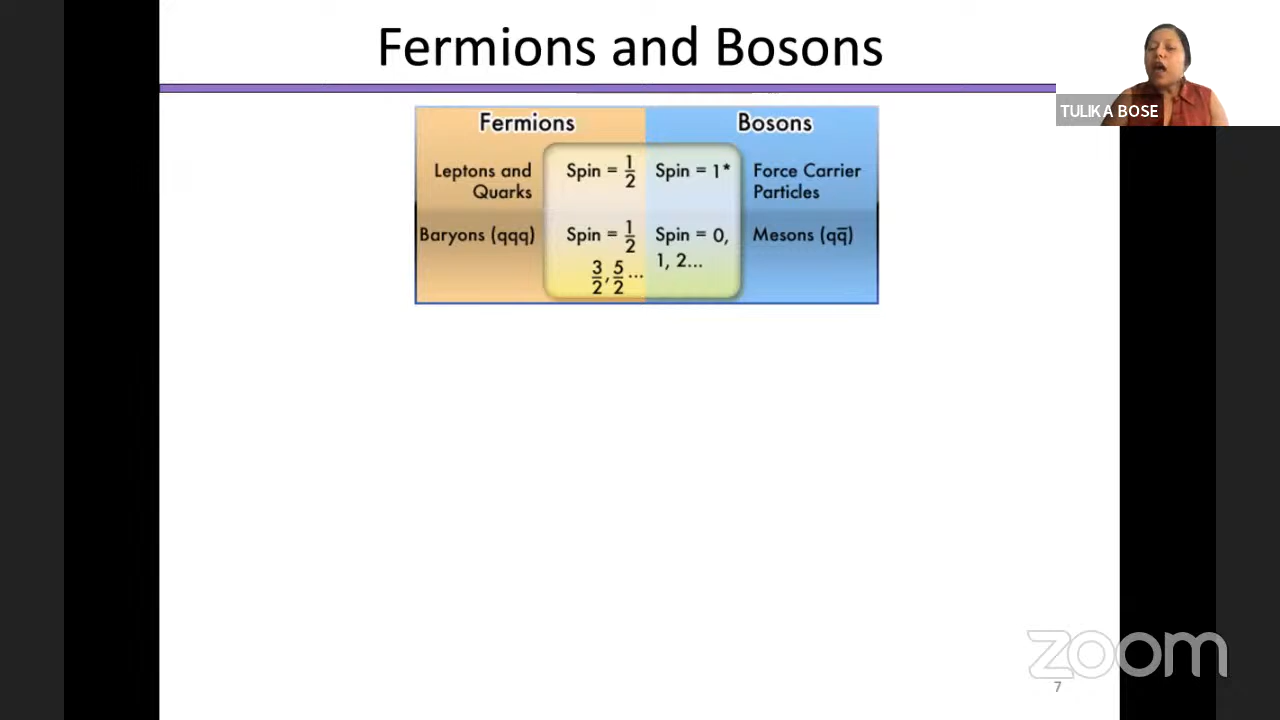 Fermions and Bosons
TULIKA BOSE
Fermions Bosons
Leptons and Quarks Spin = 1/2 Spin = 1* Force Carrier Particles
Baryons (qqq) Spin = 1/2 Spin = 0, Mesons (qq̅)
3/2, 5/2 ... 1, 2...
zoom
7